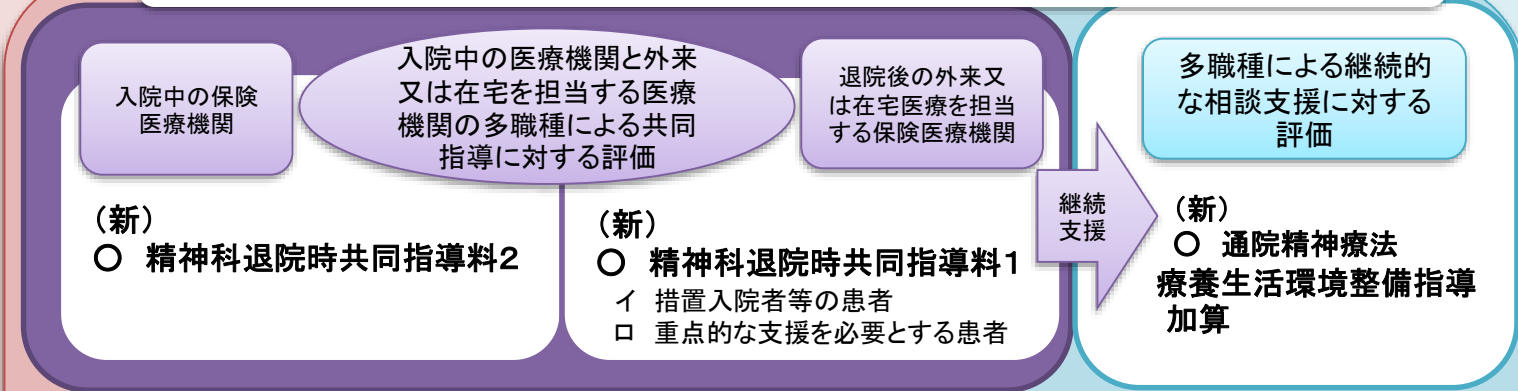 入院中の保険
医療機関
入院中の医療機関と外来
又は在宅を担当する医療
機関の多職種による共同
指導に対する評価
退院後の外来又
は在宅医療を担当
する保険医療機関
多職種による継続的
な相談支援に対する
評価
（新）
○ 精神科退院時共同指導料2
（新）
○ 精神科退院時共同指導料1
イ 措置入院者等の患者
ロ 重点的な支援を必要とする患者
継続
支援
（新）
○ 通院精神療法
療養生活環境整備指導
加算